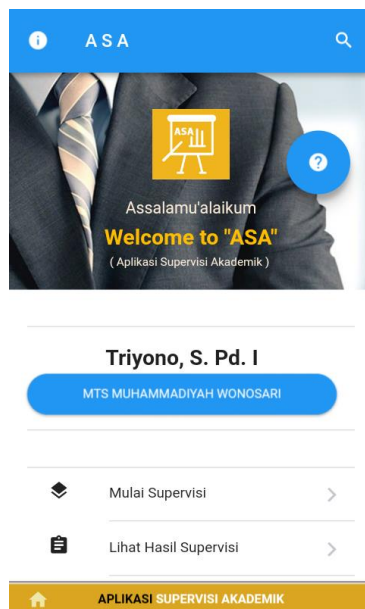 A S A
ASA
Assalamu'alaikum
Welcome to "ASA"
( Aplikasi Supervisi Akademik )
Triyono, S. Pd. I
MTS MUHAMMADIYAH WONOSARI
Mulai Supervisi
Lihat Hasil Supervisi
APLIKASI SUPERVISI AKADEMIK